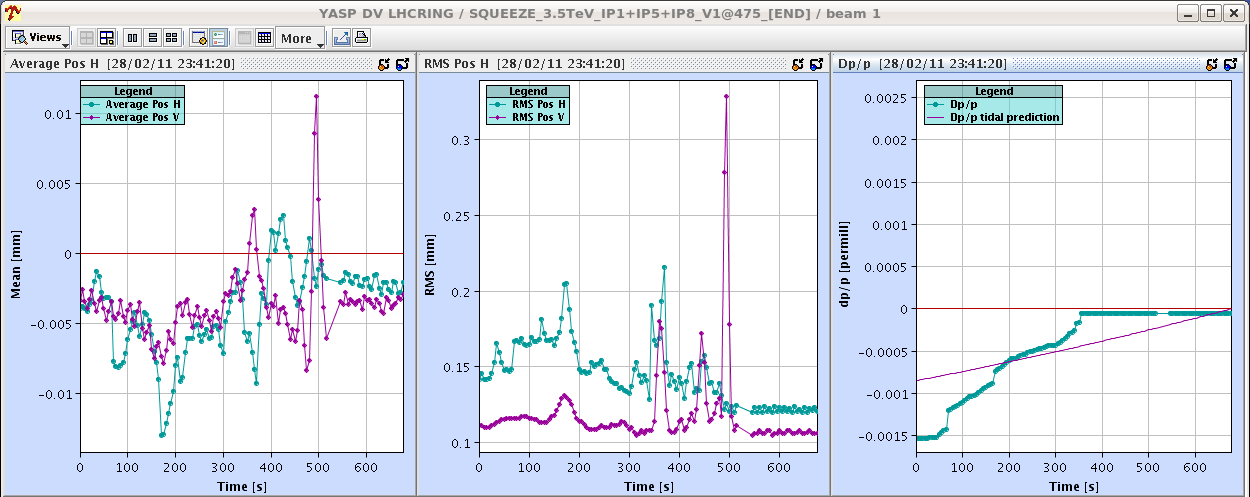 YASP DV LHCRING / SQUEEZE_3.5TeV_IP1+IP5+IP8_V1@475_[END] / beam 1
Views
More
Average Pos H [28/02/11 23:41:20]
Legend
Average Pos H
Average Pos V
0.01
0.005
0
-0.005
-0.01
Mean [mm]
0 100 200 300 400 500 600
Time [s]
RMS Pos H [28/02/11 23:41:20]
Legend
RMS Pos H
RMS Pos V
0.3
0.25
0.2
0.15
0.1
RMS [mm]
0 100 200 300 400 500 600
Time [s]
Dp/p [28/02/11 23:41:20]
Legend
Dp/p
Dp/p tidal prediction
0.0025
0.002
0.0015
0.001
0.0005
0
-0.0005
-0.001
-0.0015
dp/p [permill]
0 100 200 300 400 500 600
Time [s]